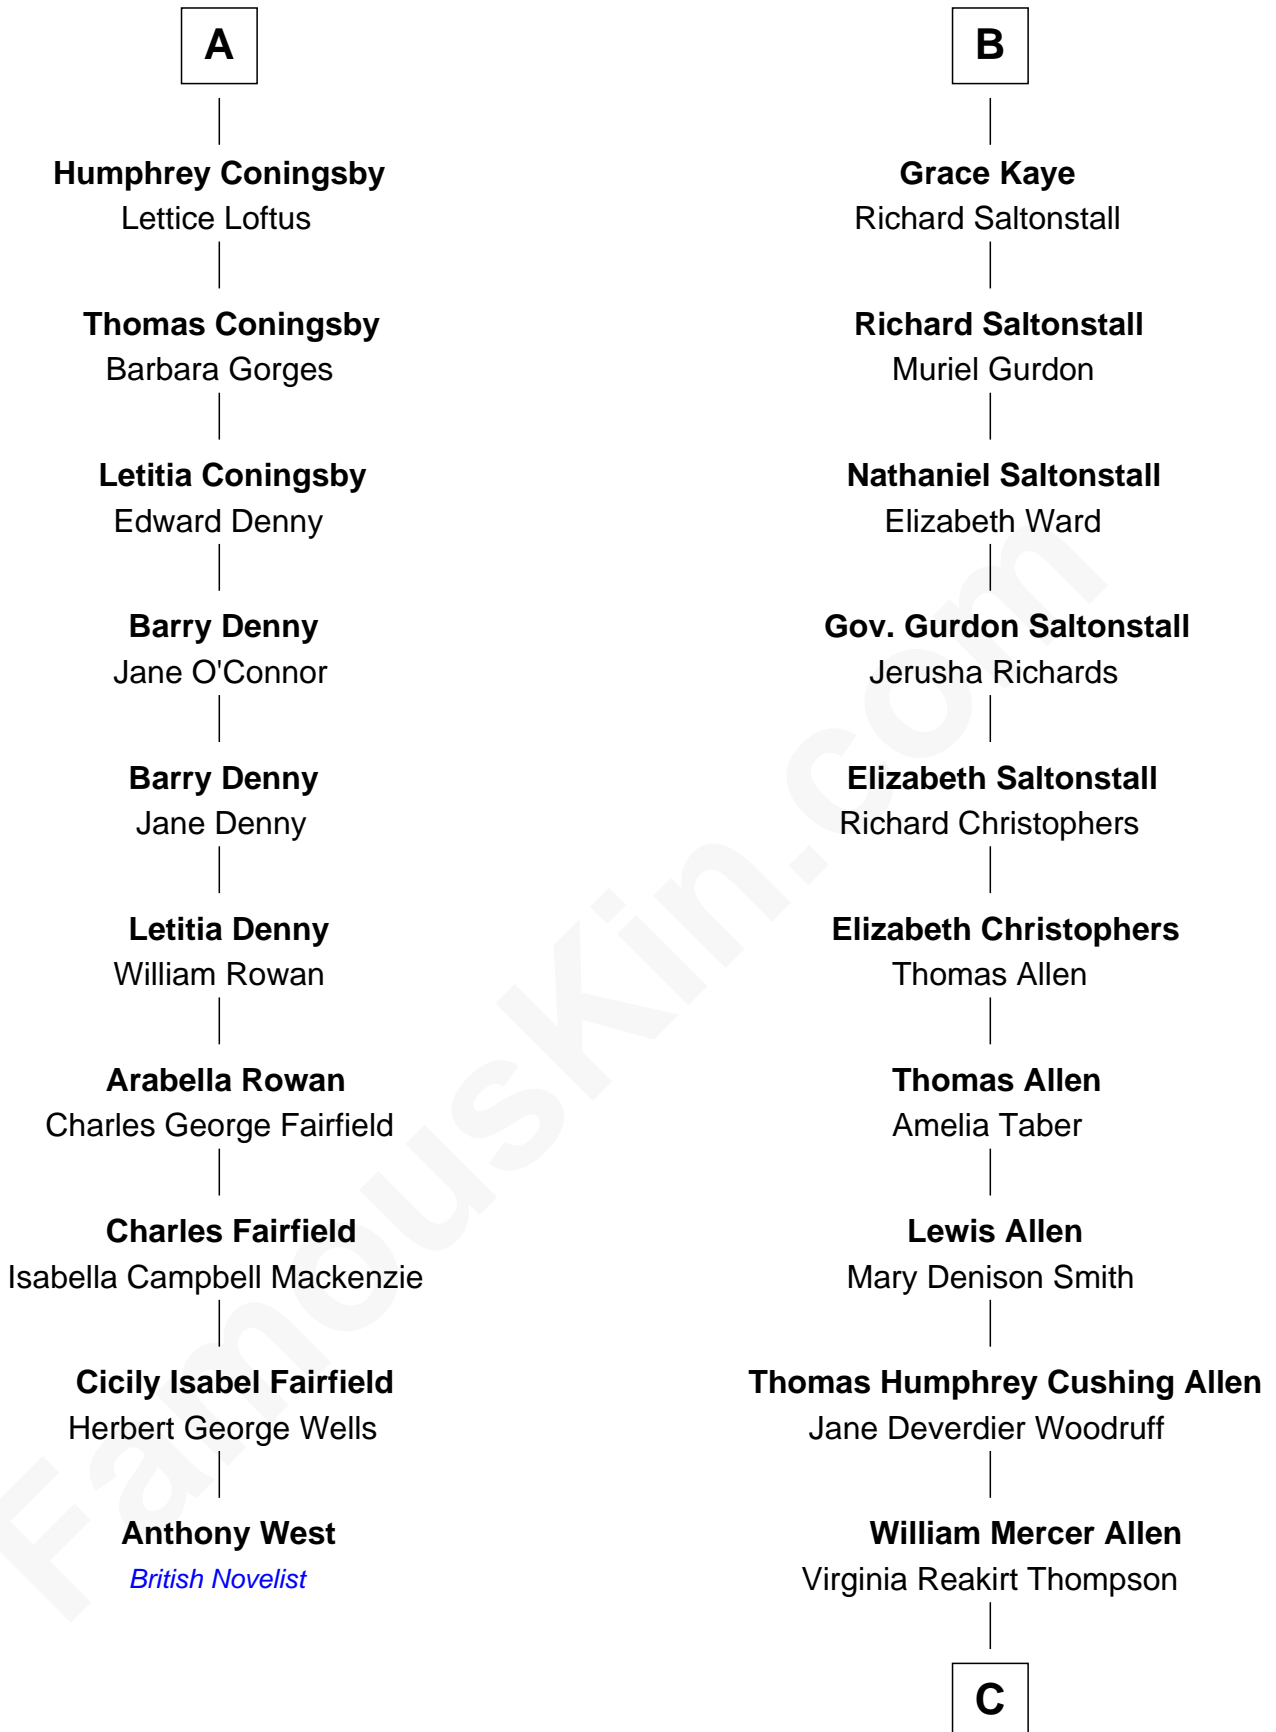 A
Humphrey Coningsby
Lettice Loftus
Thomas Coningsby
Barbara Gorges
Letitia Coningsby
Edward Denny
Barry Denny
Jane O'Connor
Barry Denny
Jane Denny
Letitia Denny
William Rowan
Arabella Rowan
Charles George Fairfield
Charles Fairfield
Isabella Campbell Mackenzie
Cicily Isabel Fairfield
Herbert George Wells
Anthony West
British Novelist
B
Grace Kaye
Richard Saltonstall
Richard Saltonstall
Muriel Gurdon
Nathaniel Saltonstall
Elizabeth Ward
Gov. Gurdon Saltonstall
Jerusha Richards
Elizabeth Saltonstall
Richard Christophers
Elizabeth Christophers
Thomas Allen
Thomas Allen
Amelia Taber
Lewis Allen
Mary Denison Smith
Thomas Humphrey Cushing Allen
Jane Deverdier Woodruff
William Mercer Allen
Virginia Reakirt Thompson
C
FamousKin.com